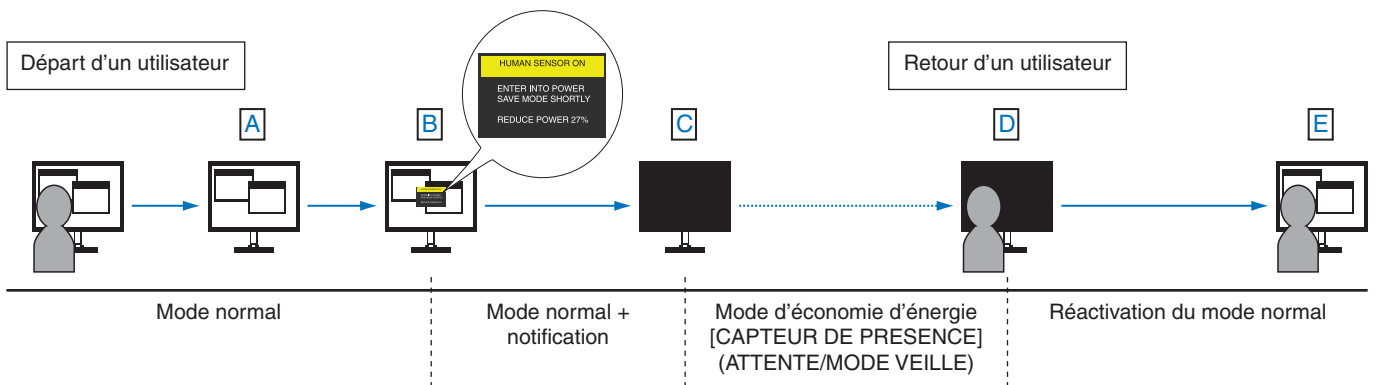 Départ d'un utilisateur
HUMAN SENSOR ON
ENTER INTO POWER
SAVE MODE SHORTLY
REDUCE POWER 27%
Retour d'un utilisateur
A
B
C
D
E
Mode normal
Mode normal +
notification
Mode d'économie d'énergie
[CAPTEUR DE PRESENCE]
(ATTENTE/MODE VEILLE)
Réactivation du mode normal